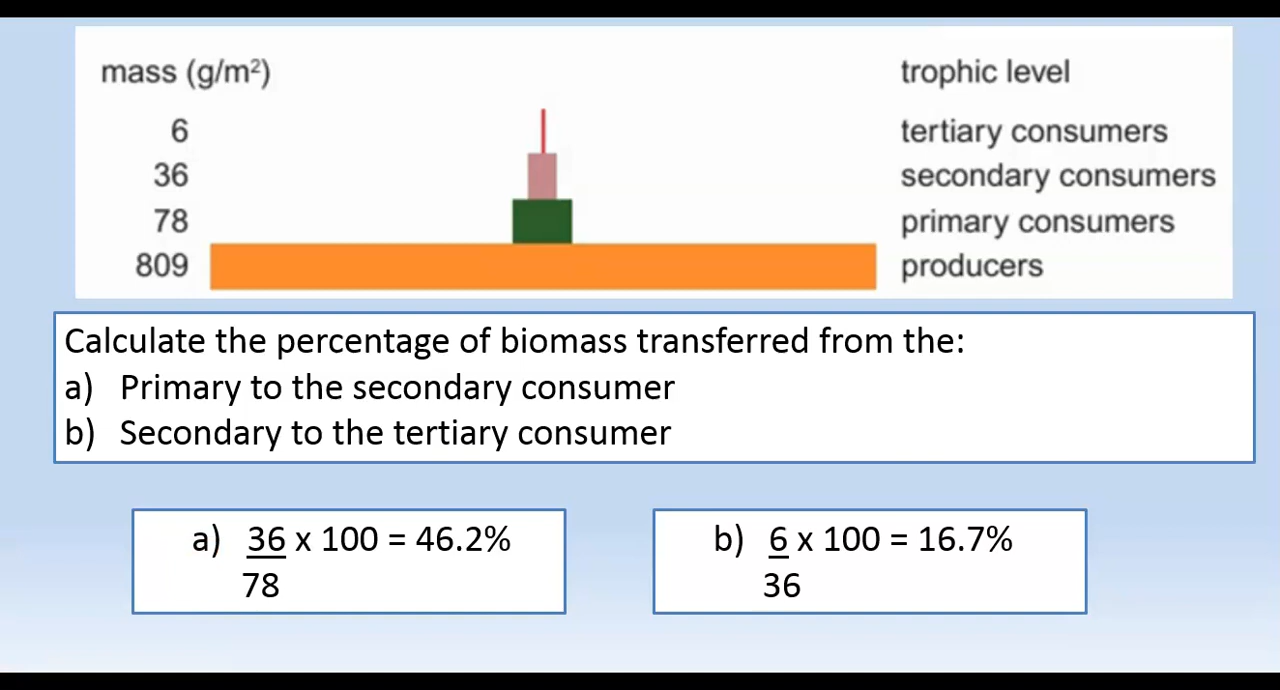 mass (g/m²) trophic level
6 tertiary consumers
36 secondary consumers
78 primary consumers
809 producers
Calculate the percentage of biomass transferred from the:
a) Primary to the secondary consumer
b) Secondary to the tertiary consumer
a) 36 x 100 = 46.2%
78
b) 6 x 100 = 16.7%
36